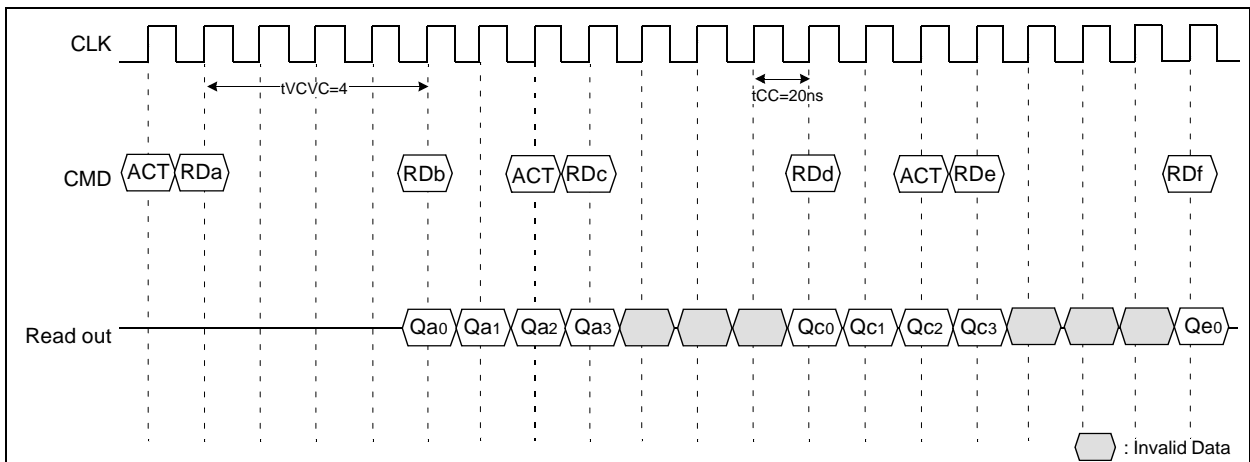 CLK
tVCVC=4
tCC=20ns
CMD ACT RDa RDb ACT RDc RDd ACT RDe RDf
Read out Qa0 Qa1 Qa2 Qa3 Qc0 Qc1 Qc2 Qc3 Qe0
: Invalid Data